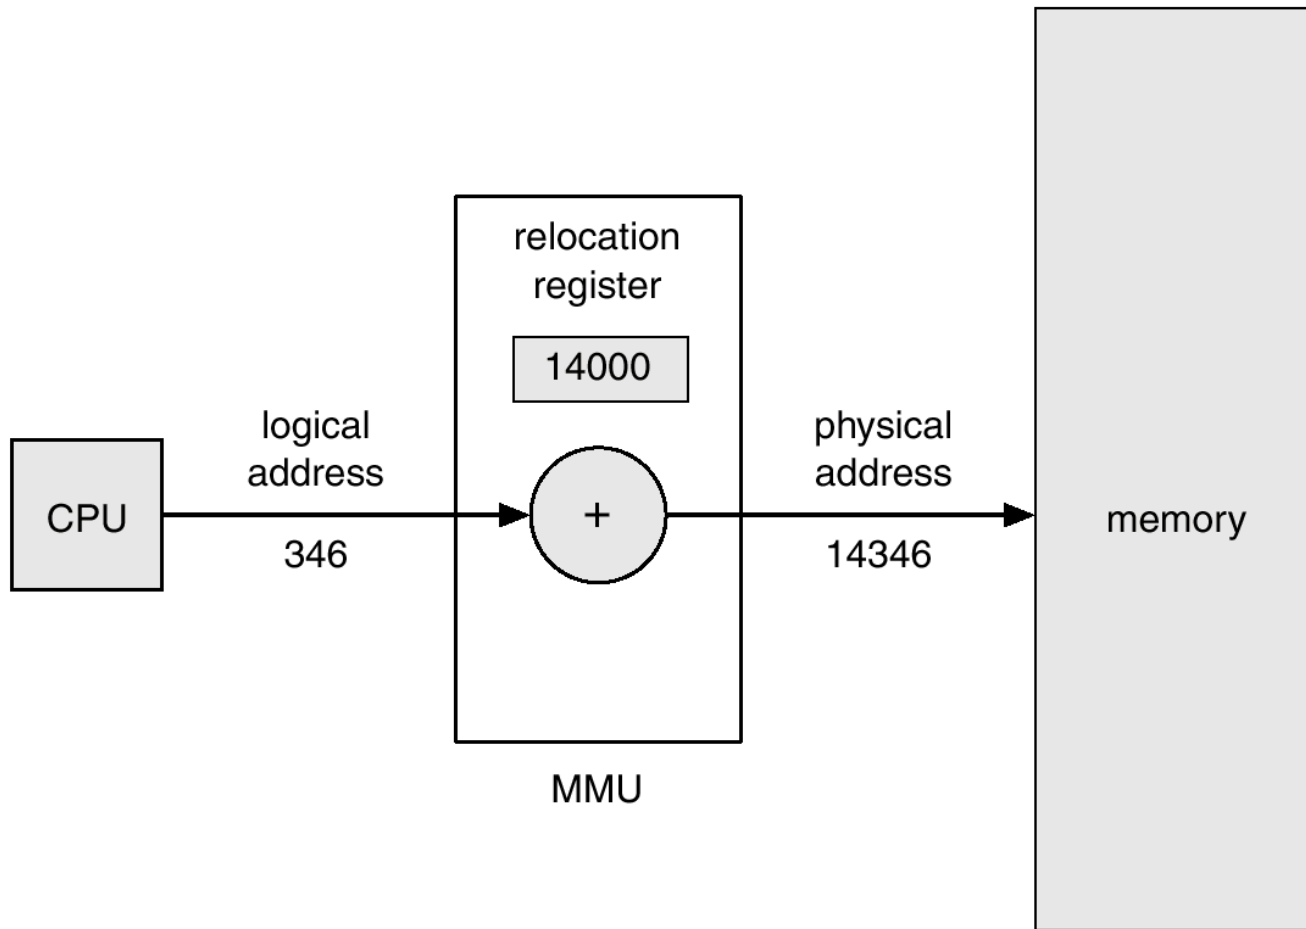 relocation
register
14000
logical
address
physical
address
CPU
+
memory
346
14346
MMU